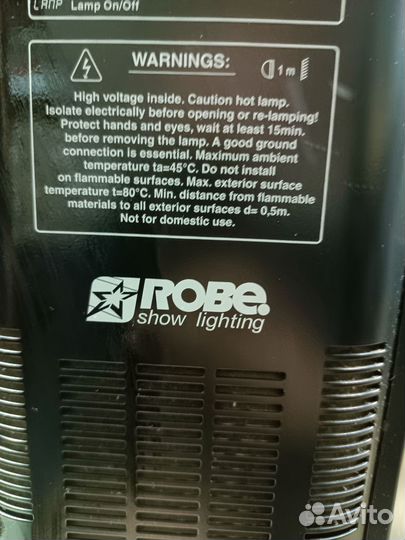 LAMP Lamp On/Off
WARNINGS:
1m
High voltage inside. Caution hot lamp.
Isolate electrically before opening or re-lamping!
Protect hands and eyes, wait at least 15min.
before removing the lamp. A good ground
connection is essential. Maximum ambient
temperature ta=45°C. Do not install
on flammable surfaces. Max. exterior surface
temperature t=80°C. Min. distance from flammable
materials to all exterior surfaces d= 0,5m.
Not for domestic use.
ROBE.
show lighting
Avito